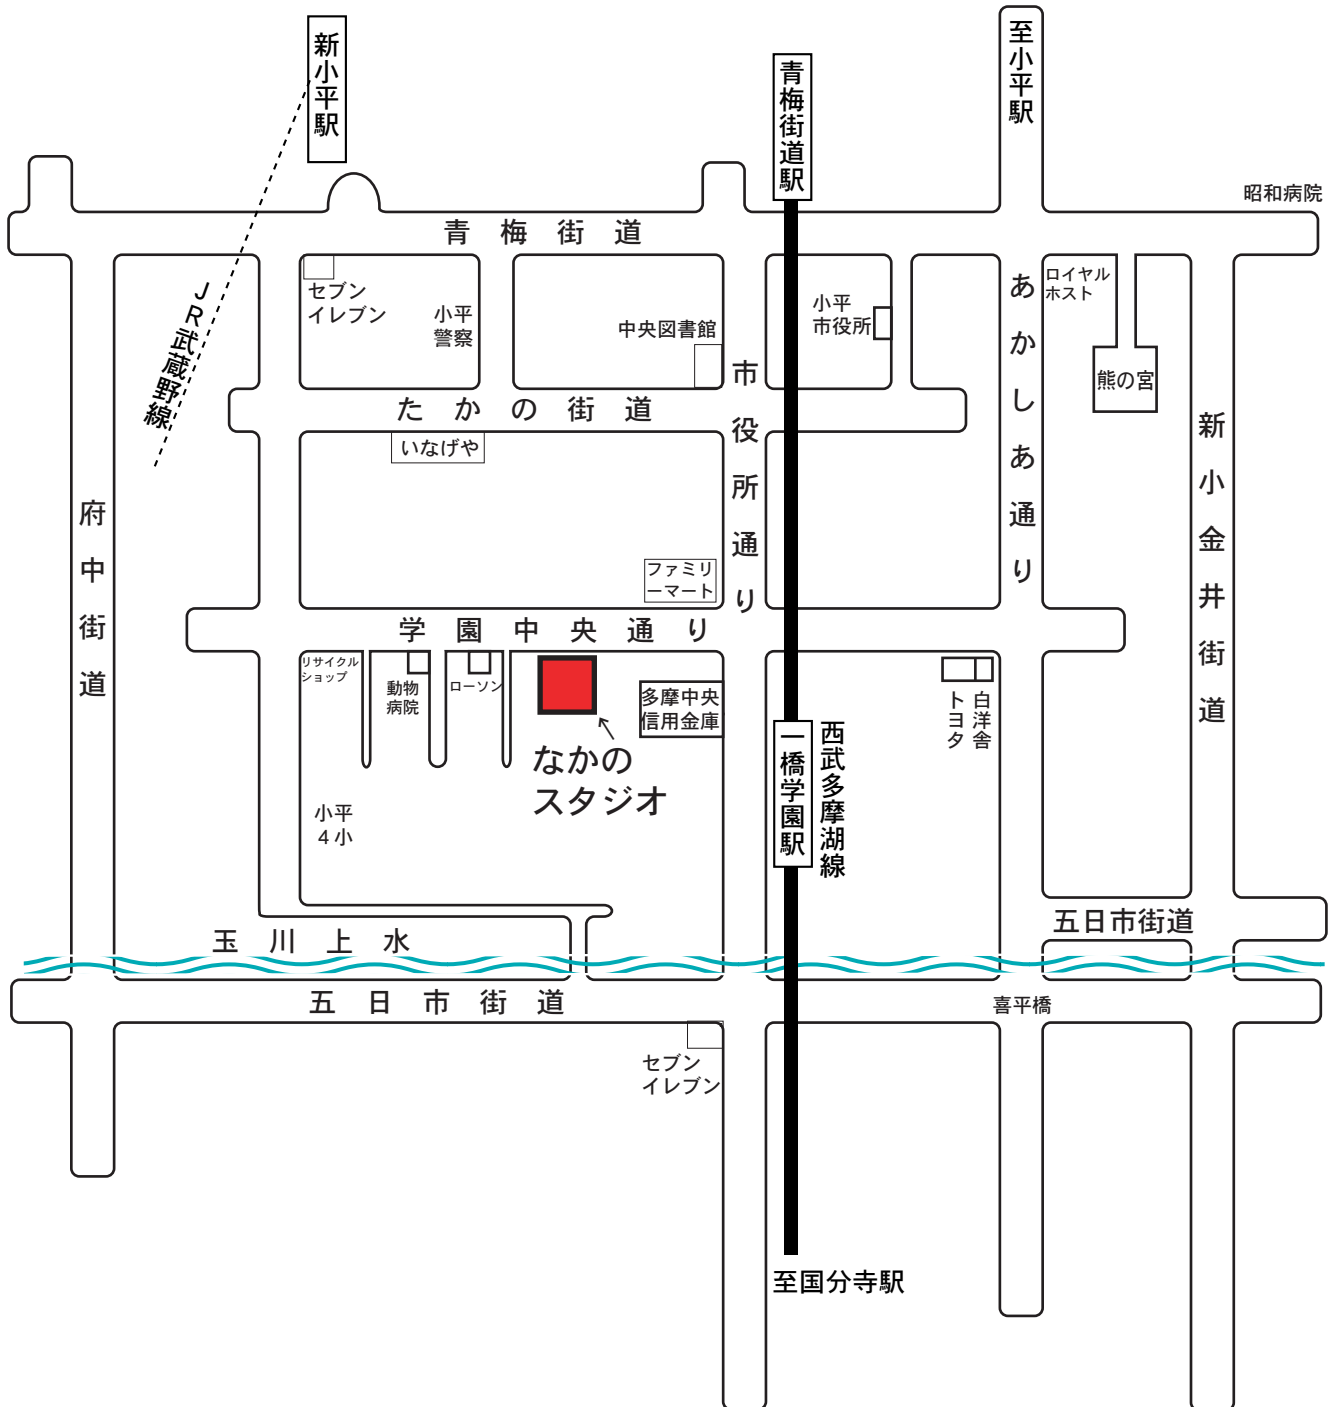 新小平駅
青梅街道駅
至小平駅
昭和病院
青梅街道
JR武蔵野線
セブン
イレブン
小平
警察
中央図書館
小平
市役所
ロイヤル
ホスト
熊の宮
あかしあ通り
市役所通り
たかの街道
いなげや
新小金井街道
府中街道
ファミリ
ーマート
学園中央通り
リサイクル
ショップ
動物
病院
ローソン
多摩中央
信用金庫
なかの
スタジオ
一橋学園駅
西武多摩湖線
トヨタ
白洋舎
小平
4小
五日市街道
玉川上水
五日市街道
喜平橋
セブン
イレブン
至国分寺駅